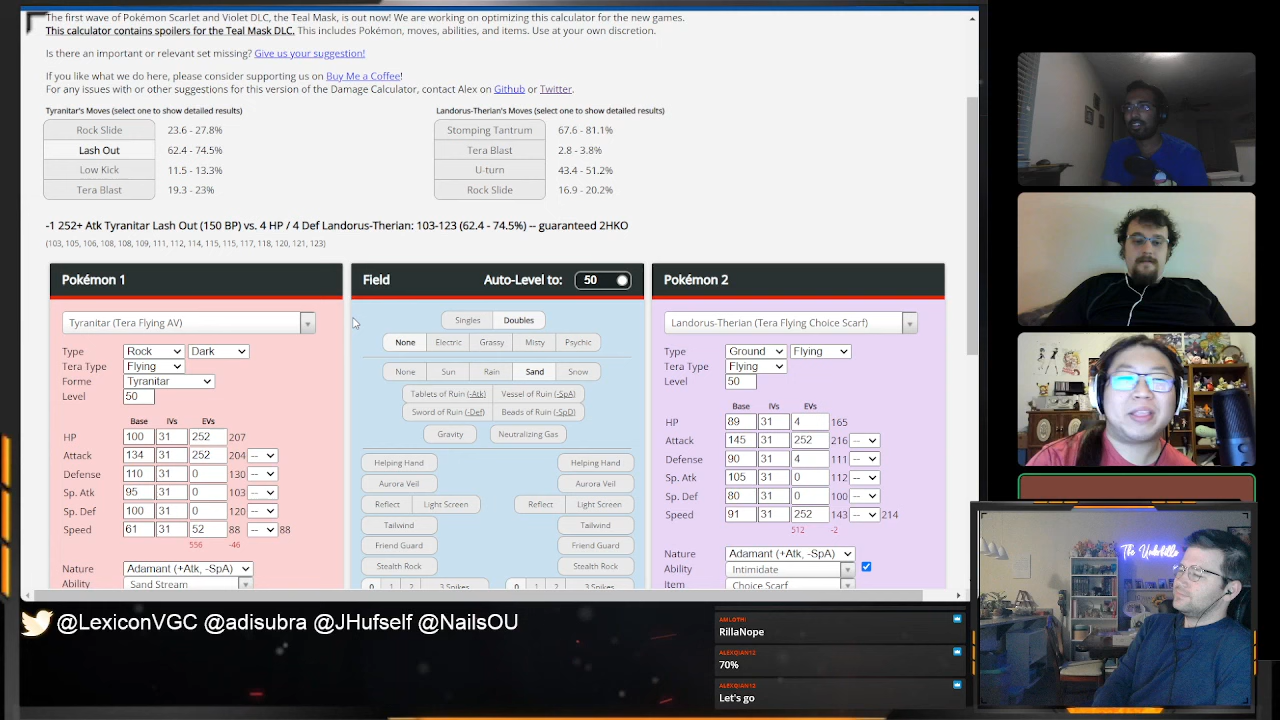 The first wave of Pokémon Scarlet and Violet DLC, the Teal Mask, is out now! We are working on optimizing this calculator for the new games.
This calculator contains spoilers for the Teal Mask DLC. This includes Pokémon, moves, abilities, and items. Use at your own discretion.
Is there an important or relevant set missing? Give us your suggestion!
If you like what we do here, please consider supporting us on Buy Me a Coffee!
For any issues with or other suggestions for this version of the Damage Calculator, contact Alex on Github or Twitter.
Tyranitar's Moves (select one to show detailed results)
Rock Slide 23.6 - 27.8%
Lash Out 62.4 - 74.5%
Low Kick 11.5 - 13.3%
Tera Blast 19.3 - 23%
Landorus-Therian's Moves (select one to show detailed results)
Stomping Tantrum 67.6 - 81.1%
Tera Blast 2.8 - 3.8%
U-turn 43.4 - 51.2%
Rock Slide 16.9 - 20.2%
-1 252+ Atk Tyranitar Lash Out (150 BP) vs. 4 HP / 4 Def Landorus-Therian: 103-123 (62.4 - 74.5%) -- guaranteed 2HKO
(103, 105, 106, 108, 108, 109, 111, 112, 114, 115, 115, 117, 118, 120, 121, 123)
Pokémon 1
Tyranitar (Tera Flying AV)
Type Rock Dark
Tera Type Flying
Forme Tyranitar
Level 50
Base IVs EVs
HP 100 31 252 207
Attack 134 31 252 204 --
Defense 110 31 0 130 --
Sp. Atk 95 31 0 103 --
Sp. Def 100 31 0 120 --
Speed 61 31 52 88 -- 88
556 -46
Nature Adamant (+Atk, -SpA)
Ability Sand Stream
Field Auto-Level to: 50
Singles Doubles
None Electric Grassy Misty Psychic
None Sun Rain Sand Snow
Tablets of Ruin (-Atk) Vessel of Ruin (-SpA)
Sword of Ruin (-Def) Beads of Ruin (-SpD)
Gravity Neutralizing Gas
Helping Hand Helping Hand
Aurora Veil Aurora Veil
Reflect Light Screen Reflect Light Screen
Tailwind Tailwind
Friend Guard Friend Guard
Stealth Rock Stealth Rock
0 1 2 3 Spikes 0 1 2 3 Spikes
Pokémon 2
Landorus-Therian (Tera Flying Choice Scarf)
Type Ground Flying
Tera Type Flying
Level 50
Base IVs EVs
HP 89 31 4 165
Attack 145 31 252 216 --
Defense 90 31 4 111 --
Sp. Atk 105 31 0 112 --
Sp. Def 80 31 0 100 --
Speed 91 31 252 143 -- 214
512 -2
Nature Adamant (+Atk, -SpA)
Ability Intimidate
Item Choice Scarf
@LexiconVGC @adisubra @JHufself @NailsOU
AMLOTHI
RillaNope
ALEXQIAN12
70%
ALEXQIAN12
Let's go